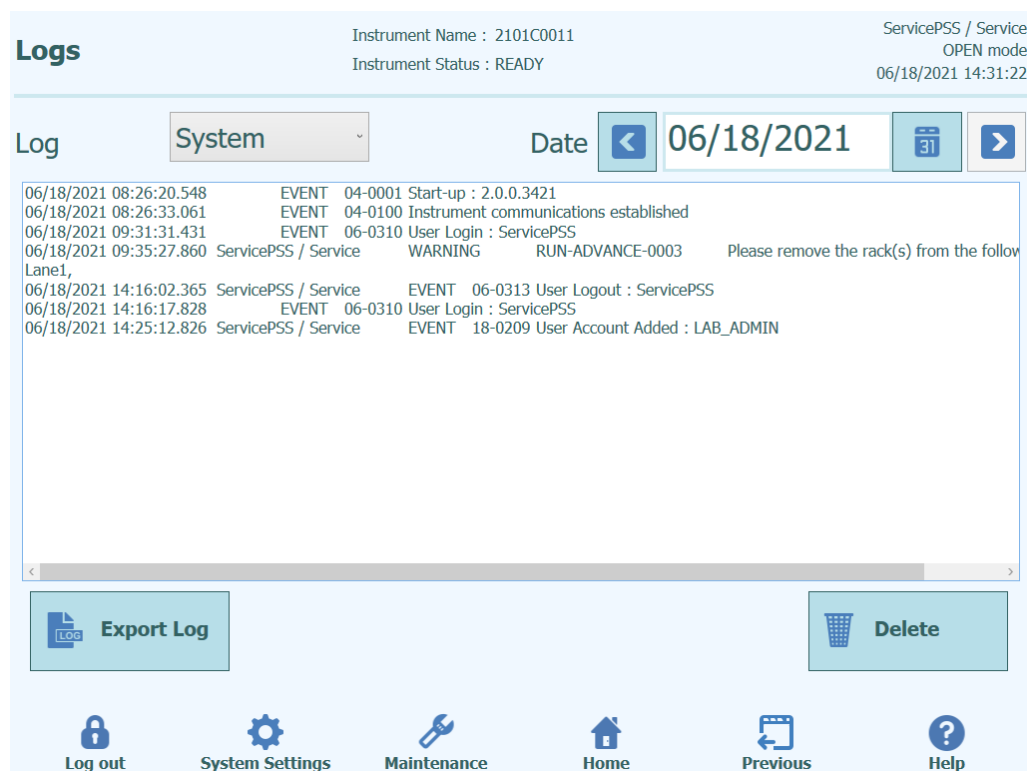 Logs
Instrument Name : 2101C0011
Instrument Status : READY
ServicePSS / Service
OPEN mode
06/18/2021 14:31:22
Log
System
Date
06/18/2021
31
06/18/2021 08:26:20.548 EVENT 04-0001 Start-up : 2.0.0.3421
06/18/2021 08:26:33.061 EVENT 04-0100 Instrument communications established
06/18/2021 09:31:31.431 EVENT 06-0310 User Login : ServicePSS
06/18/2021 09:35:27.860 ServicePSS / Service WARNING RUN-ADVANCE-0003 Please remove the rack(s) from the follow
Lane1,
06/18/2021 14:16:02.365 ServicePSS / Service EVENT 06-0313 User Logout : ServicePSS
06/18/2021 14:16:17.828 EVENT 06-0310 User Login : ServicePSS
06/18/2021 14:25:12.826 ServicePSS / Service EVENT 18-0209 User Account Added : LAB_ADMIN
LOG
Export Log
Delete
Log out
System Settings
Maintenance
Home
Previous
Help